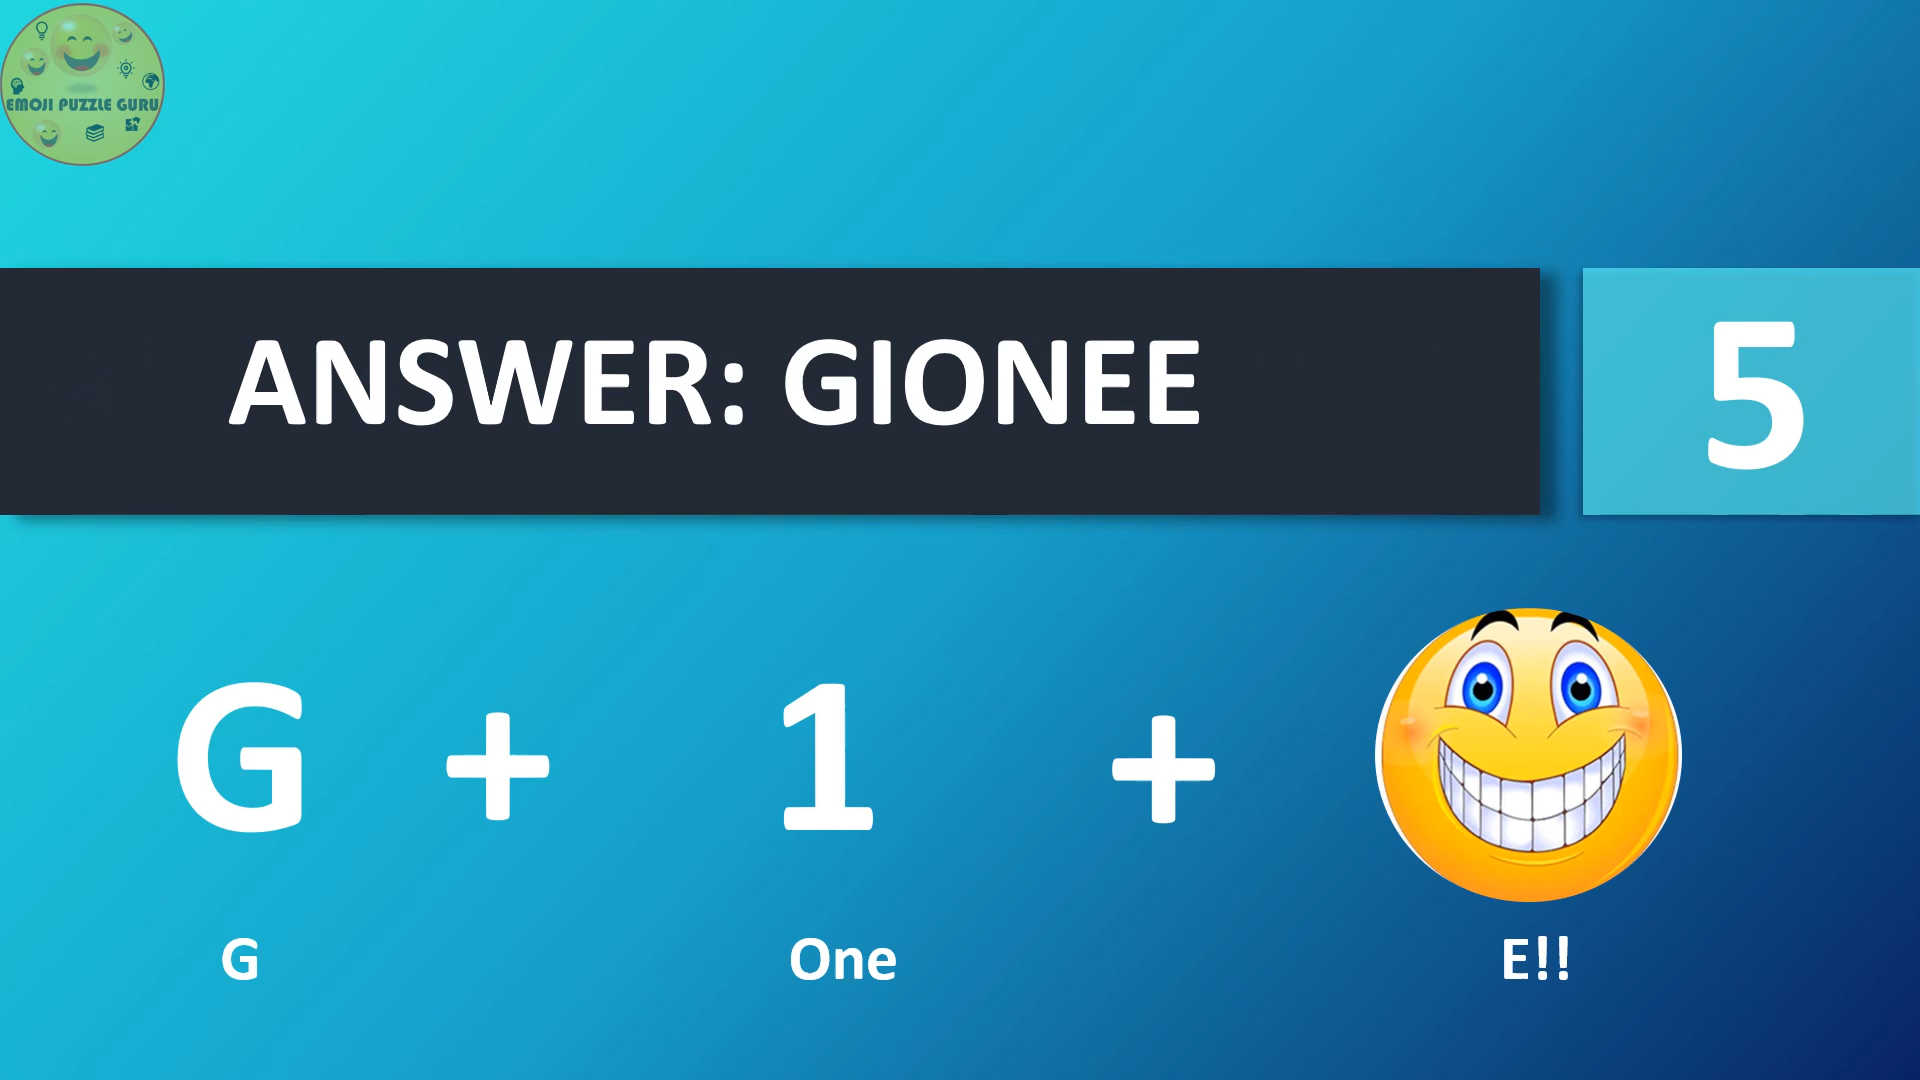 EMOJI PUZZLE GURU
ANSWER: GIONEE
5
G + 1 +
G One E!!